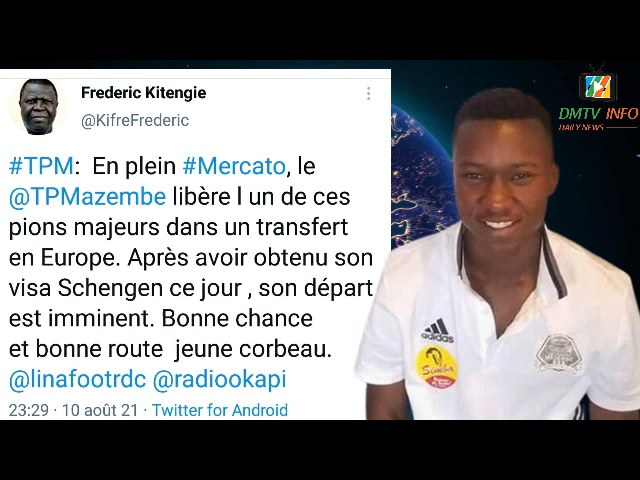 Frederic Kitengie
@KifreFrederic
#TPM: En plein #Mercato, le
@TPMazembe libère l un de ces
pions majeurs dans un transfert
en Europe. Après avoir obtenu son
visa Schengen ce jour , son départ
est imminent. Bonne chance
et bonne route jeune corbeau.
@linafootrdc @radiookapi
23:29 · 10 août 21 · Twitter for Android
DMTV INFO
DAILY NEWS
adidas
Simba